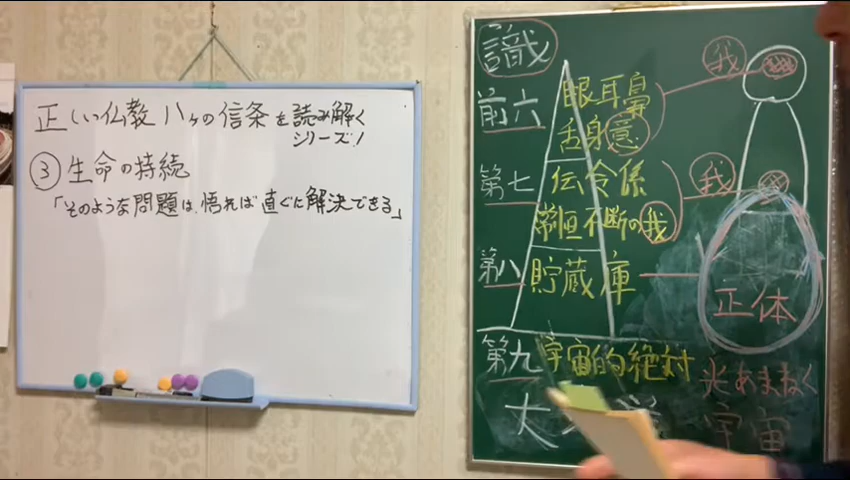 正しい仏教 八ヶの信条を読み解く
シリーズ!
③ 生命の持続
「そのような問題は、悟れば直ぐに解決できる」
識
前六 眼耳鼻
舌身意
第七 伝令係
常恒不断の我
第八 貯蔵庫
第九 宇宙的絶対
大
我
我
正体
光あまねく
宇宙